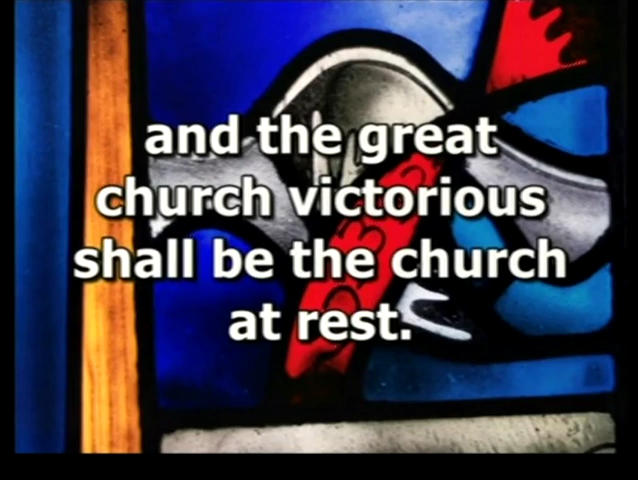 and the great
church victorious
shall be the church
at rest.